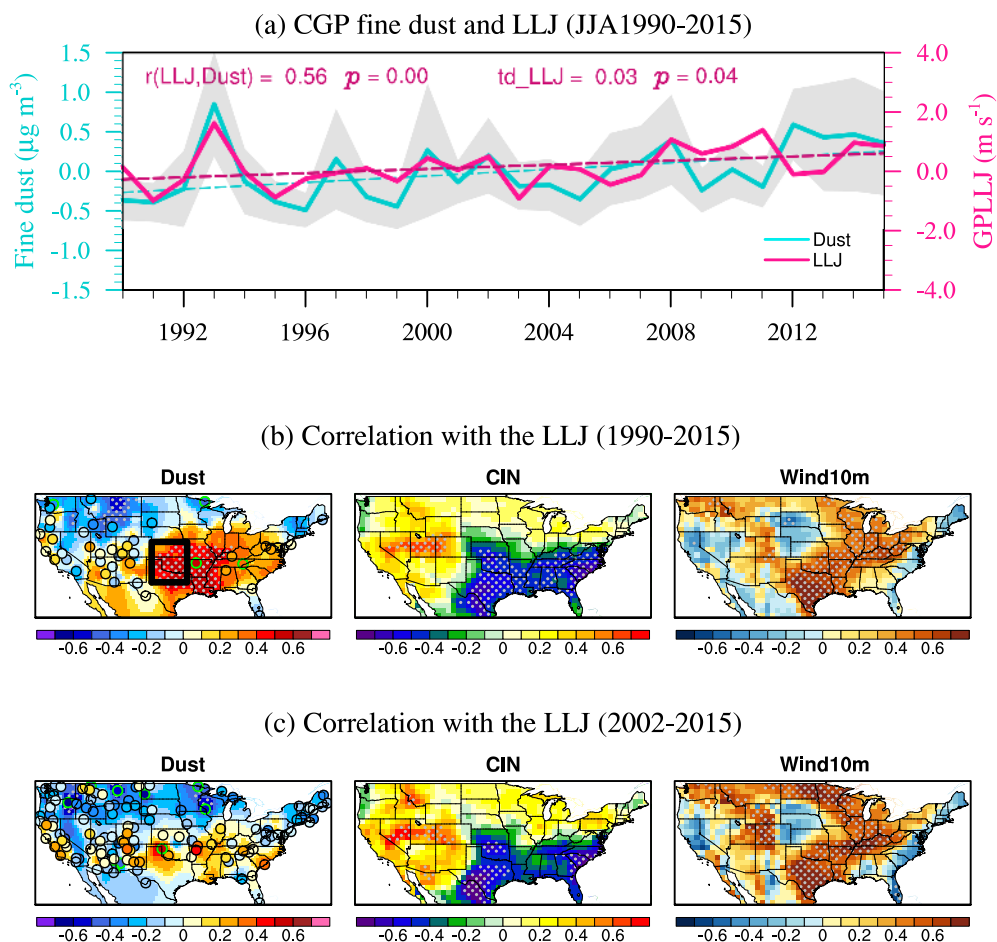 (a) CGP fine dust and LLJ (JJA1990-2015)
r(LLJ,Dust) = 0.56 p = 0.00 td_LLJ = 0.03 p = 0.04
Fine dust (µg m⁻³)
1.5
1.0
0.5
0.0
-0.5
-1.0
-1.5
4.0
2.0
0.0
-2.0
-4.0
GPLLJ (m s⁻¹)
Dust
LLJ
1992 1996 2000 2004 2008 2012
(b) Correlation with the LLJ (1990-2015)
Dust CIN Wind10m
-0.6 -0.4 -0.2 0 0.2 0.4 0.6 -0.6 -0.4 -0.2 0 0.2 0.4 0.6 -0.6 -0.4 -0.2 0 0.2 0.4 0.6
(c) Correlation with the LLJ (2002-2015)
Dust CIN Wind10m
-0.6 -0.4 -0.2 0 0.2 0.4 0.6 -0.6 -0.4 -0.2 0 0.2 0.4 0.6 -0.6 -0.4 -0.2 0 0.2 0.4 0.6